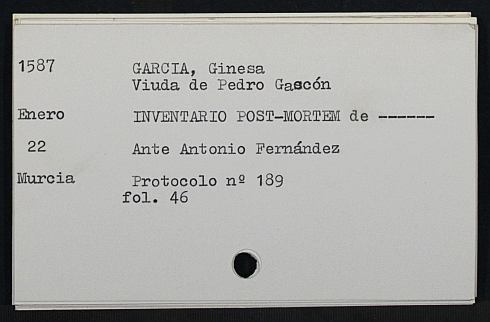 1587 GARCIA, Ginesa
Viuda de Pedro Gascón
Enero INVENTARIO POST-MORTEM de ------
22 Ante Antonio Fernández
Murcia Protocolo nº 189
fol. 46